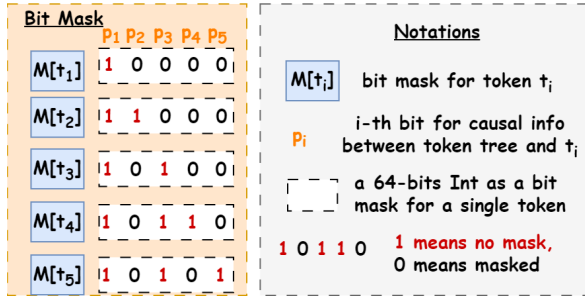 Bit Mask
P1 P2 P3 P4 P5
M[t1] 1 0 0 0 0
M[t2] 1 1 0 0 0
M[t3] 1 0 1 0 0
M[t4] 1 0 1 1 0
M[t5] 1 0 1 0 1
Notations
M[ti] bit mask for token ti
Pi i-th bit for causal info
between token tree and ti
a 64-bits Int as a bit
mask for a single token
1 0 1 1 0 1 means no mask,
0 means masked